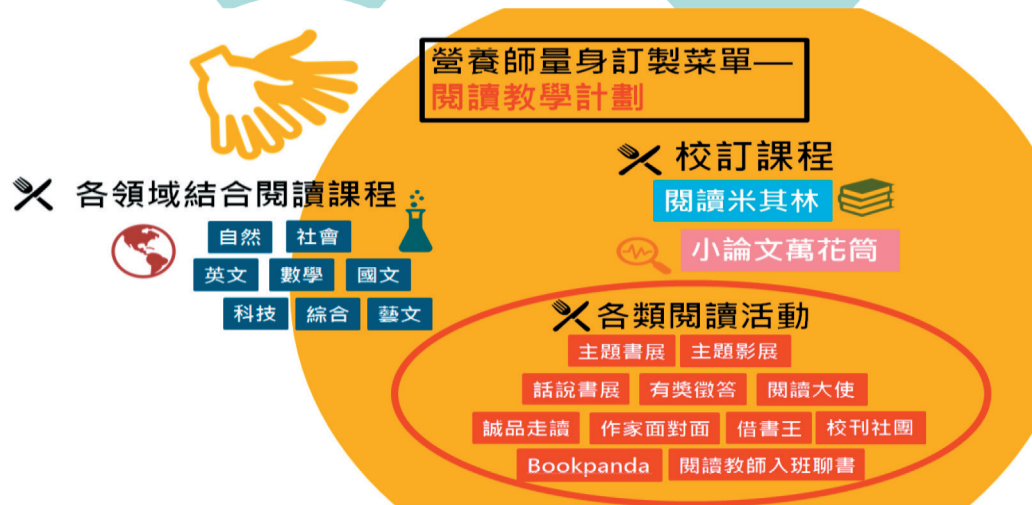 營養師量身訂製菜單—
閱讀教學計劃
各領域結合閱讀課程
自然 社會
英文 數學 國文
科技 綜合 藝文
校訂課程
閱讀米其林
小論文萬花筒
各類閱讀活動
主題書展 主題影展
話說書展 有獎徵答 閱讀大使
誠品走讀 作家面對面 借書王 校刊社團
Bookpanda 閱讀教師入班聊書